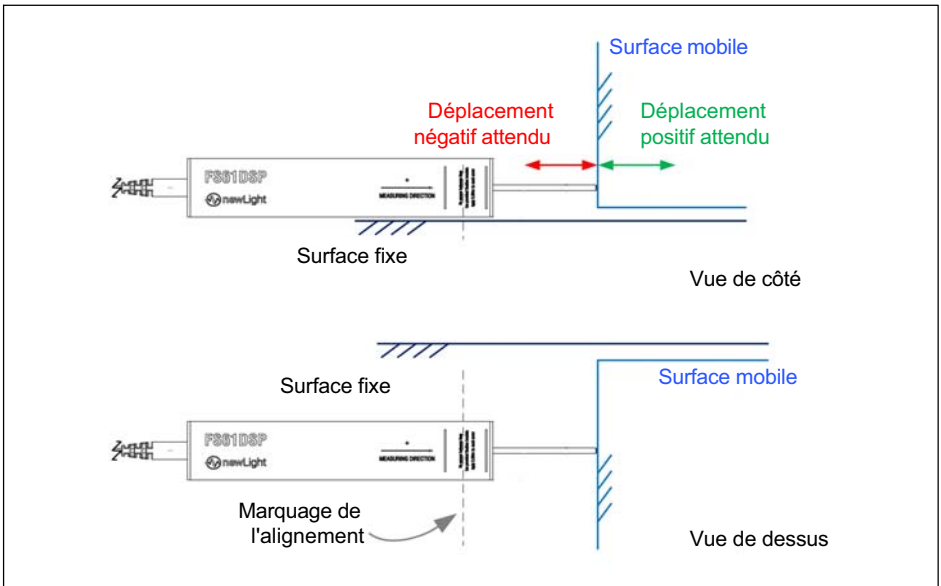 Surface mobile
Déplacement
négatif attendu
Déplacement
positif attendu
FS61DSP
newLight
+
MEASURING DIRECTION
Surface fixe
Vue de côté
Surface fixe
Surface mobile
FS61DSP
newLight
+
MEASURING DIRECTION
Marquage de
l'alignement
Vue de dessus